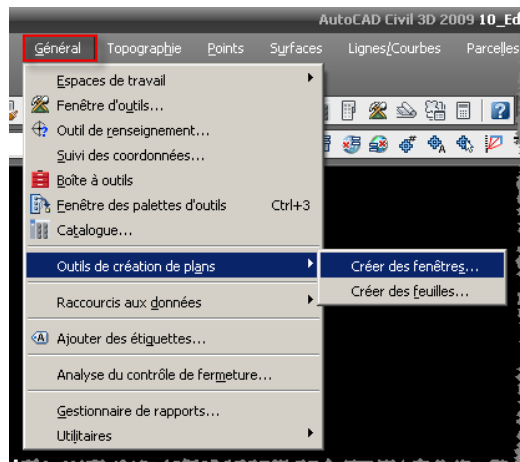 AutoCAD Civil 3D 2009 10_Ed
Général Topographie Points Surfaces Lignes/Courbes Parcelles
Espaces de travail
Fenêtre d'outils...
Outil de renseignement...
Suivi des coordonnées...
Boîte à outils
Fenêtre des palettes d'outils Ctrl+3
Catalogue...
Outils de création de plans
Créer des fenêtres...
Créer des feuilles...
Raccourcis aux données
Ajouter des étiquettes...
Analyse du contrôle de fermeture...
Gestionnaire de rapports...
Utilitaires